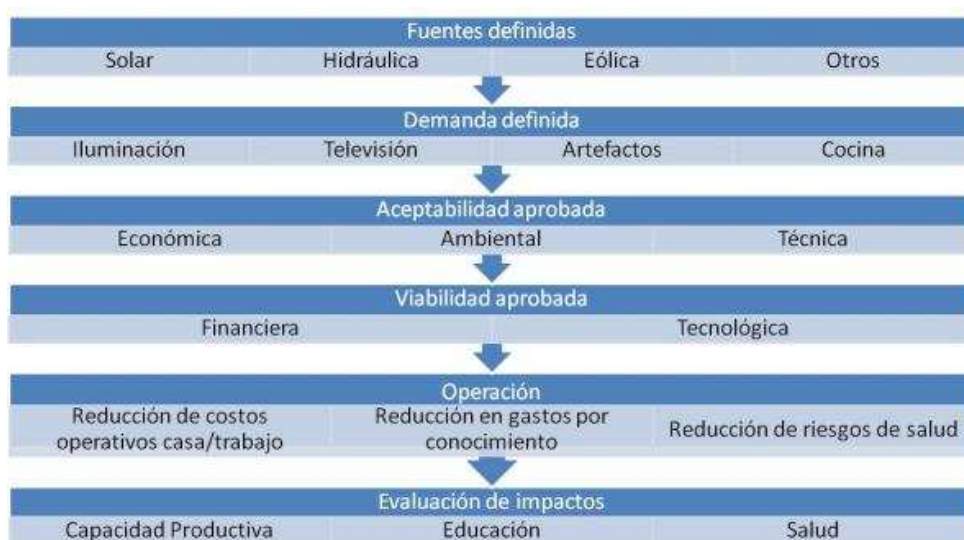 Fuentes definidas
Solar Hidráulica Eólica Otros
Demanda definida
Iluminación Televisión Artefactos Cocina
Aceptabilidad aprobada
Económica Ambiental Técnica
Viabilidad aprobada
Financiera Tecnológica
Operación
Reducción de costos
operativos casa/trabajo
Reducción en gastos por
conocimiento
Reducción de riesgos de salud
Evaluación de impactos
Capacidad Productiva Educación Salud